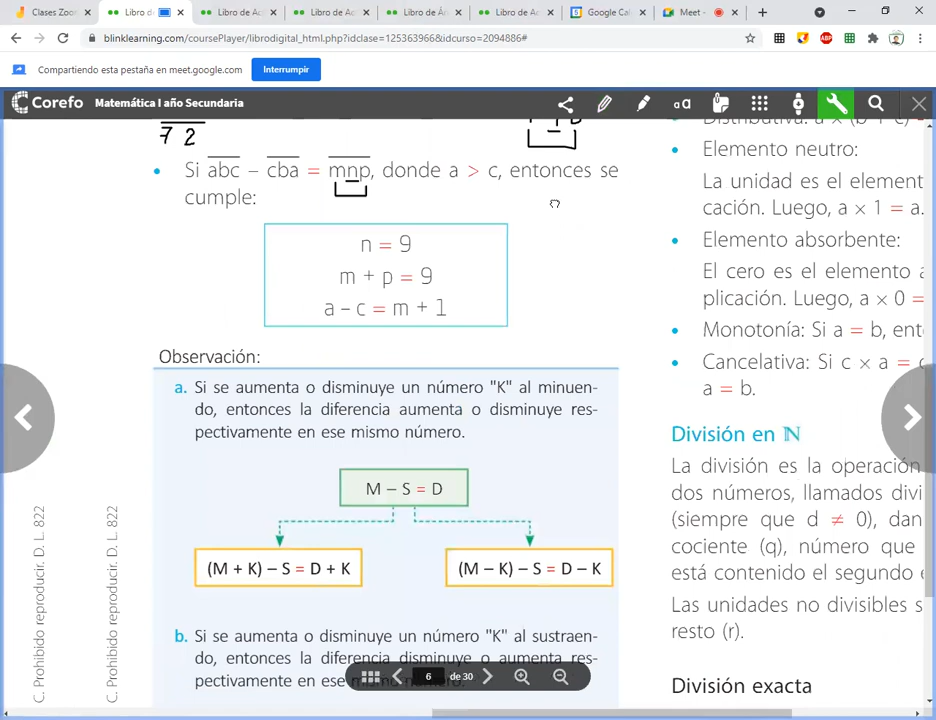 Clases Zoo
Libro d
Libro de Ac
Libro de Ac
Libro de Ár
Libro de Ac
Google Cal
Meet -
blinklearning.com/coursePlayer/librodigital_html.php?idclase=125363966&idcurso=2094886#
Compartiendo esta pestaña en meet.google.com
Interrumpir
Corefo
Matemática I año Secundaria
aA
72
• Si abc – cba = mnp, donde a > c, entonces se
cumple:
n = 9
m + p = 9
a – c = m + 1
Observación:
a. Si se aumenta o disminuye un número "K" al minuen-
do, entonces la diferencia aumenta o disminuye res-
pectivamente en ese mismo número.
M – S = D
(M + K) – S = D + K
(M – K) – S = D – K
b. Si se aumenta o disminuye un número "K" al sustraen-
do, entonces la diferencia disminuye o aumenta res-
pectivamente en ese mismo número.
6 de 30
• Elemento neutro:
La unidad es el element
cación. Luego, a × 1 = a.
• Elemento absorbente:
El cero es el elemento a
plicación. Luego, a × 0 =
• Monotonía: Si a = b, ent
• Cancelativa: Si c × a = c
a = b.
División en ℕ
La división es la operación
dos números, llamados divi
(siempre que d ≠ 0), dan
cociente (q), número que
está contenido el segundo e
Las unidades no divisibles s
resto (r).
División exacta
C. Prohibido reproducir. D. L. 822
C. Prohibido reproducir. D. L. 822